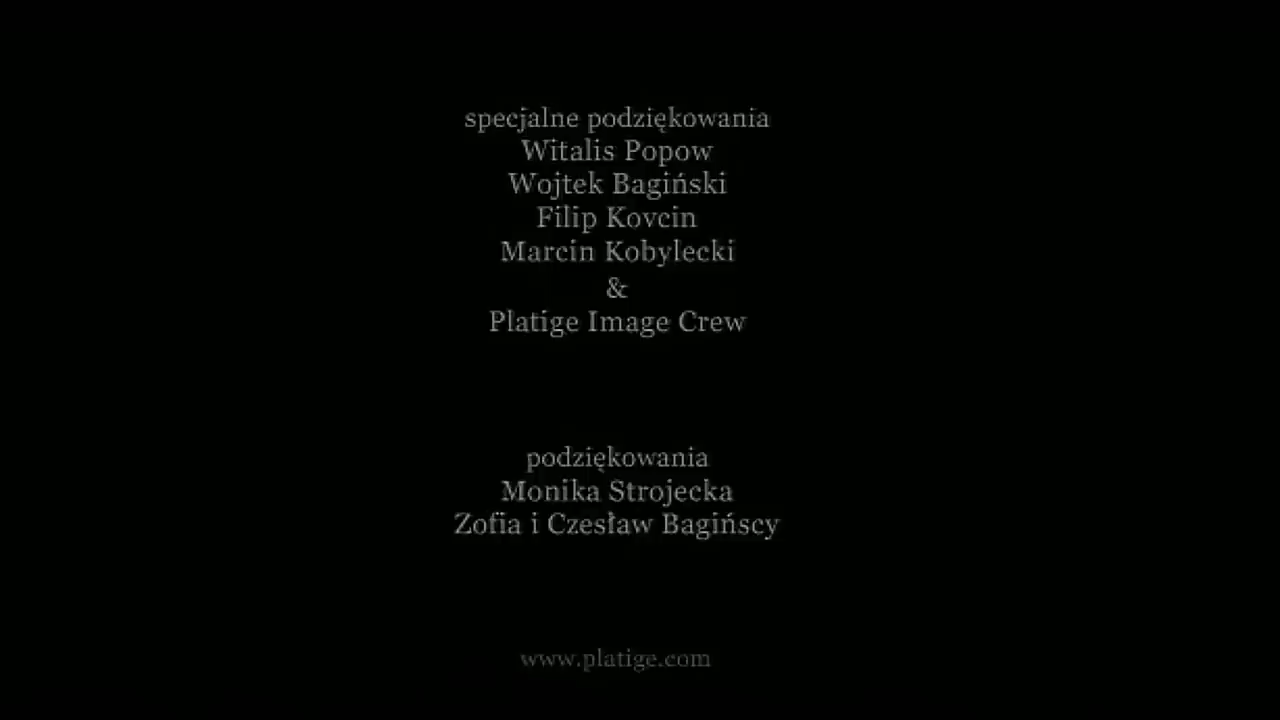 specjalne podziękowania
Witalis Popow
Wojtek Bagiński
Filip Kovcin
Marcin Kobylecki
&
Platige Image Crew
podziękowania
Monika Strojecka
Zofia i Czesław Bagińscy
www.platige.com